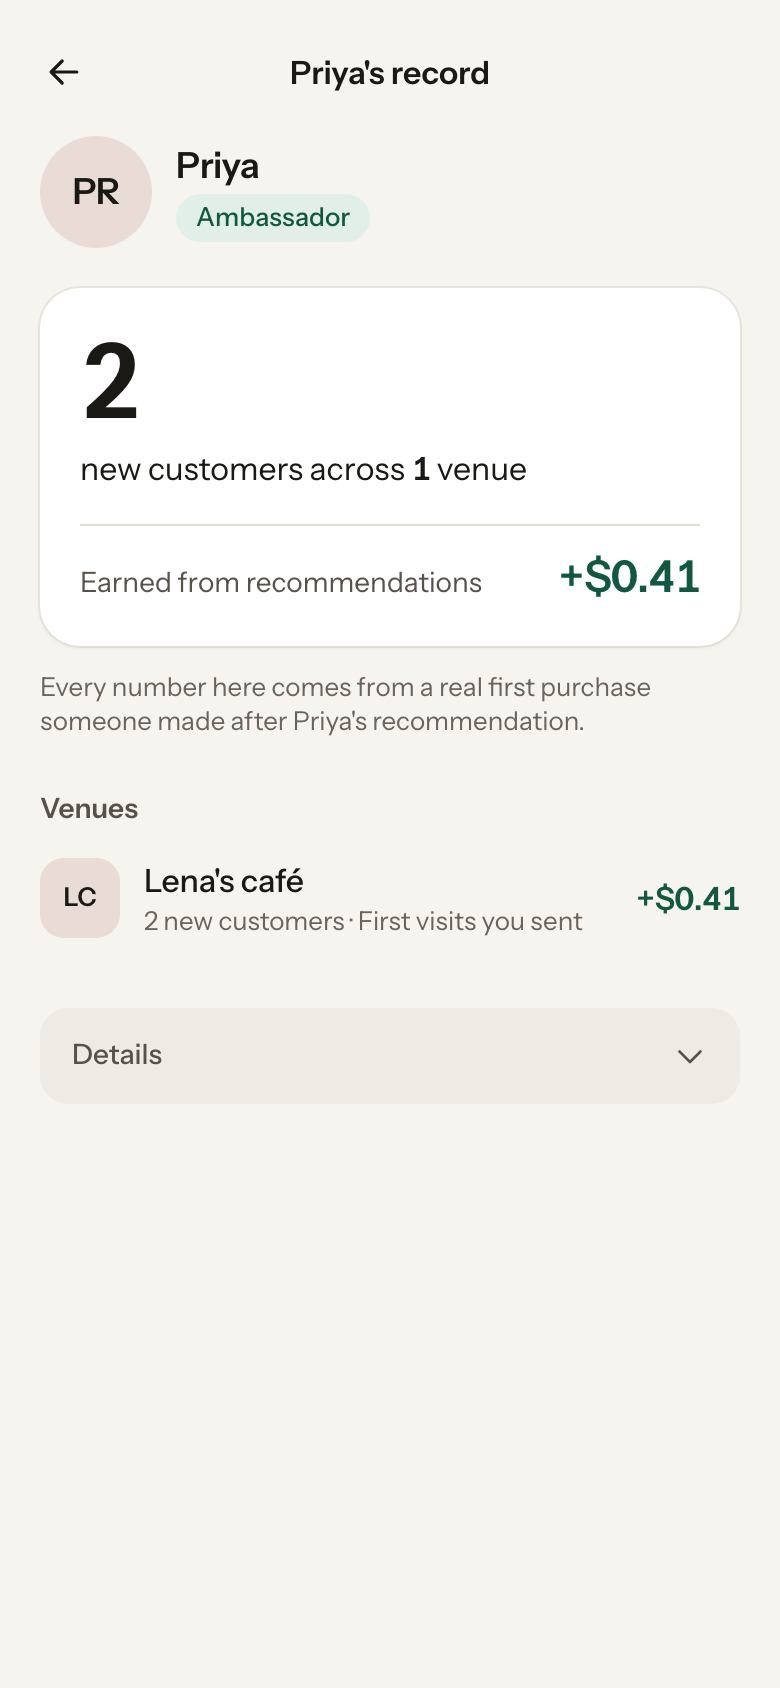 Priya's record
PR
Priya
Ambassador
2
new customers across 1 venue
Earned from recommendations
+$0.41
Every number here comes from a real first purchase
someone made after Priya's recommendation.
Venues
LC
Lena's café
2 new customers · First visits you sent
+$0.41
Details